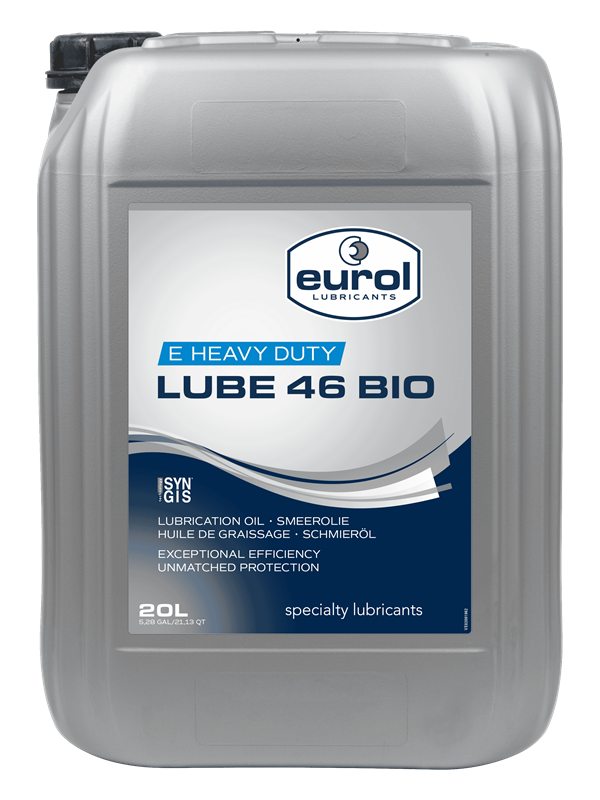 eurol
LUBRICANTS
E HEAVY DUTY
LUBE 46 BIO
SYN
GIS
LUBRICATION OIL · SMEEROLIE
HUILE DE GRAISSAGE · SCHMIERÖL
EXCEPTIONAL EFFICIENCY
UNMATCHED PROTECTION
20L
5,28 GAL/21,13 QT
specialty lubricants